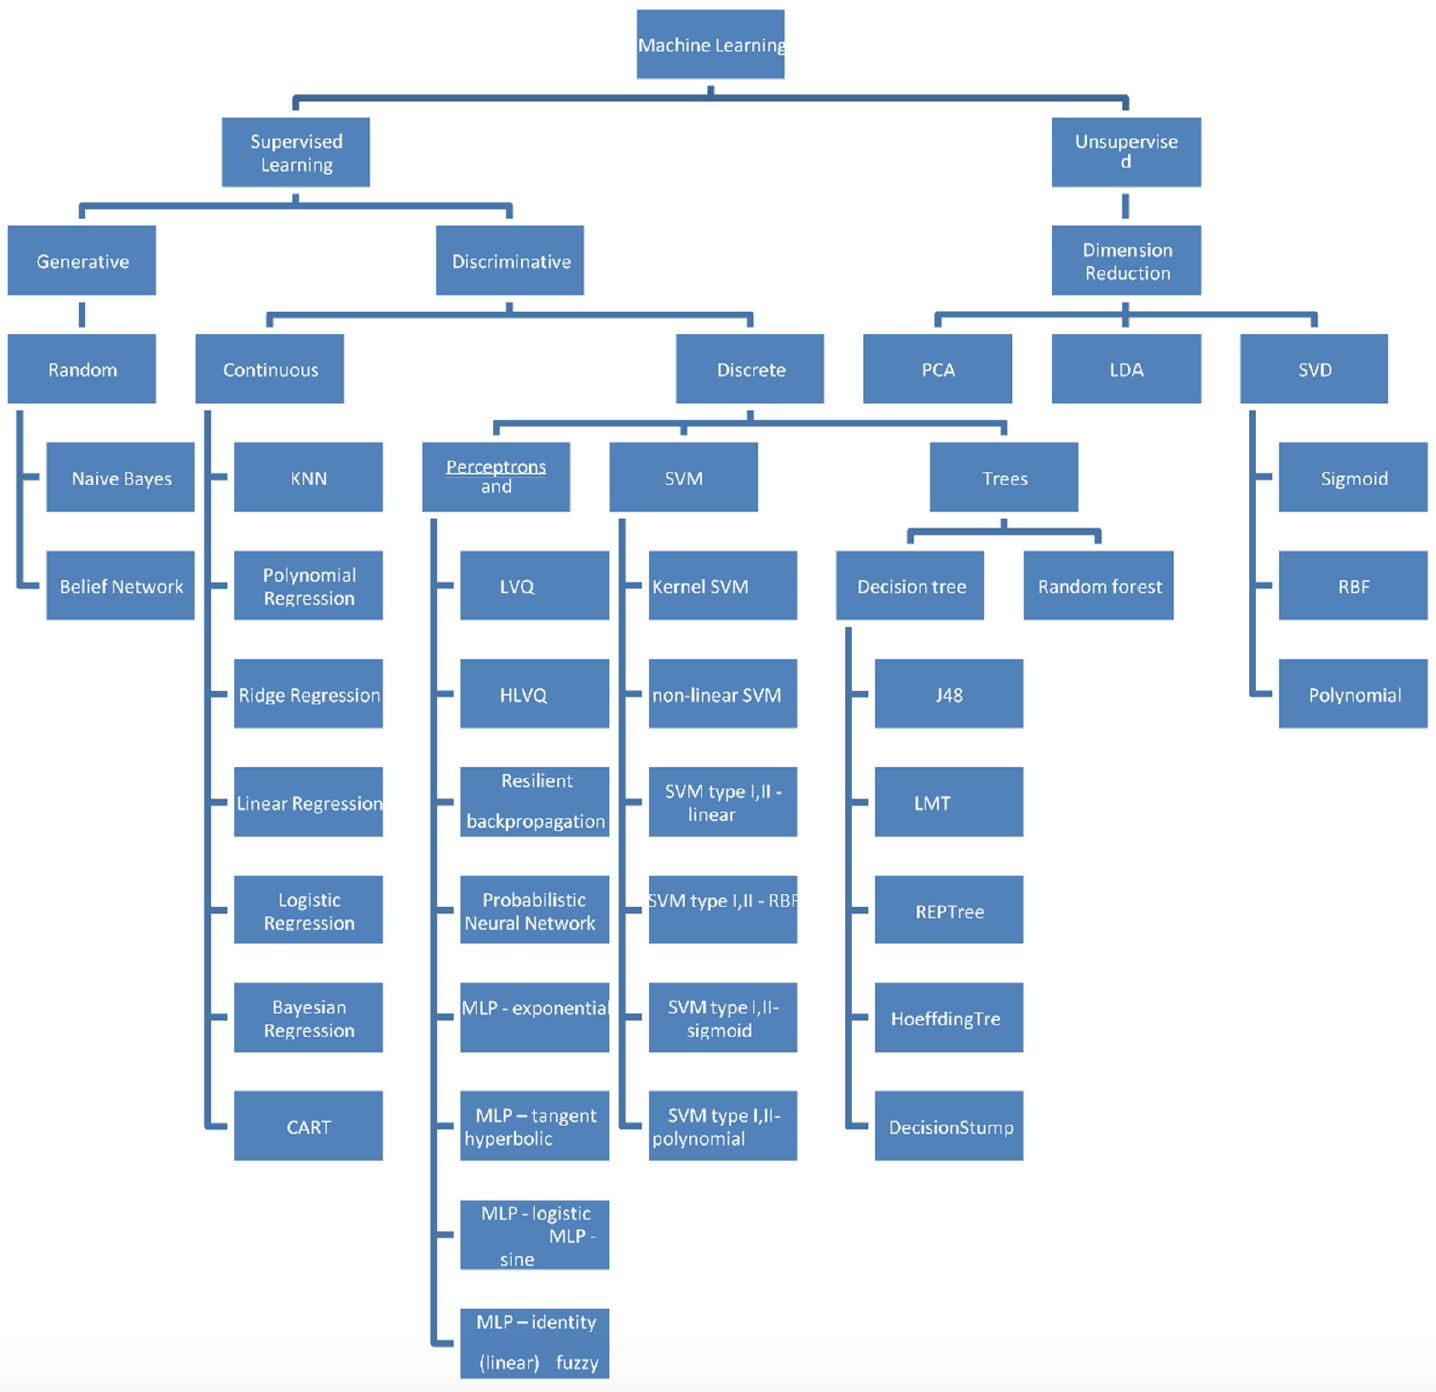 Machine Learning
Supervised
Learning
Unsupervise
d
Generative
Discriminative
Dimension
Reduction
Random
Continuous
Discrete
PCA
LDA
SVD
Naive Bayes
KNN
Perceptrons
and
SVM
Trees
Sigmoid
Belief Network
Polynomial
Regression
LVQ
Kernel SVM
Decision tree
Random forest
RBF
Ridge Regression
HLVQ
non-linear SVM
J48
Polynomial
Linear Regression
Resilient
backpropagation
SVM type I,II -
linear
LMT
Logistic
Regression
Probabilistic
Neural Network
SVM type I,II - RBF
REPTree
Bayesian
Regression
MLP - exponential
SVM type I,II-
sigmoid
HoeffdingTre
CART
MLP – tangent
hyperbolic
SVM type I,II-
polynomial
DecisionStump
MLP - logistic
MLP -
sine
MLP – identity
(linear) fuzzy